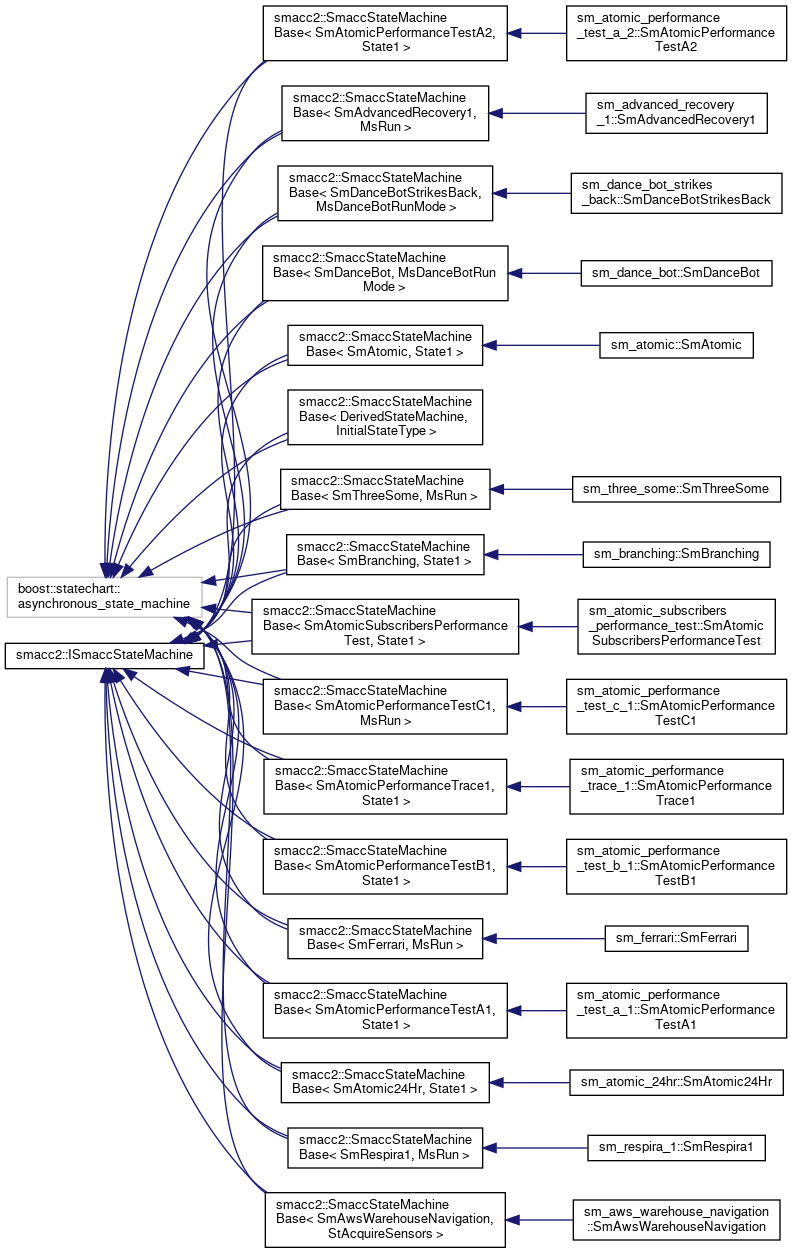 smacc2::SmaccStateMachine
Base< SmAtomicPerformanceTestA2,
State1 >
sm_atomic_performance
_test_a_2::SmAtomicPerformance
TestA2
smacc2::SmaccStateMachine
Base< SmAdvancedRecovery1,
MsRun >
sm_advanced_recovery
_1::SmAdvancedRecovery1
smacc2::SmaccStateMachine
Base< SmDanceBotStrikesBack,
MsDanceBotRunMode >
sm_dance_bot_strikes
_back::SmDanceBotStrikesBack
smacc2::SmaccStateMachine
Base< SmDanceBot, MsDanceBotRun
Mode >
sm_dance_bot::SmDanceBot
smacc2::SmaccStateMachine
Base< SmAtomic, State1 >
sm_atomic::SmAtomic
smacc2::SmaccStateMachine
Base< DerivedStateMachine,
InitialStateType >
smacc2::SmaccStateMachine
Base< SmThreeSome, MsRun >
sm_three_some::SmThreeSome
smacc2::SmaccStateMachine
Base< SmBranching, State1 >
sm_branching::SmBranching
boost::statechart::
asynchronous_state_machine
smacc2::ISmaccStateMachine
smacc2::SmaccStateMachine
Base< SmAtomicSubscribersPerformance
Test, State1 >
sm_atomic_subscribers
_performance_test::SmAtomic
SubscribersPerformanceTest
smacc2::SmaccStateMachine
Base< SmAtomicPerformanceTestC1,
MsRun >
sm_atomic_performance
_test_c_1::SmAtomicPerformance
TestC1
smacc2::SmaccStateMachine
Base< SmAtomicPerformanceTrace1,
State1 >
sm_atomic_performance
_trace_1::SmAtomicPerformance
Trace1
smacc2::SmaccStateMachine
Base< SmAtomicPerformanceTestB1,
State1 >
sm_atomic_performance
_test_b_1::SmAtomicPerformance
TestB1
smacc2::SmaccStateMachine
Base< SmFerrari, MsRun >
sm_ferrari::SmFerrari
smacc2::SmaccStateMachine
Base< SmAtomicPerformanceTestA1,
State1 >
sm_atomic_performance
_test_a_1::SmAtomicPerformance
TestA1
smacc2::SmaccStateMachine
Base< SmAtomic24Hr, State1 >
sm_atomic_24hr::SmAtomic24Hr
smacc2::SmaccStateMachine
Base< SmRespira1, MsRun >
sm_respira_1::SmRespira1
smacc2::SmaccStateMachine
Base< SmAwsWarehouseNavigation,
StAcquireSensors >
sm_aws_warehouse_navigation
::SmAwsWarehouseNavigation